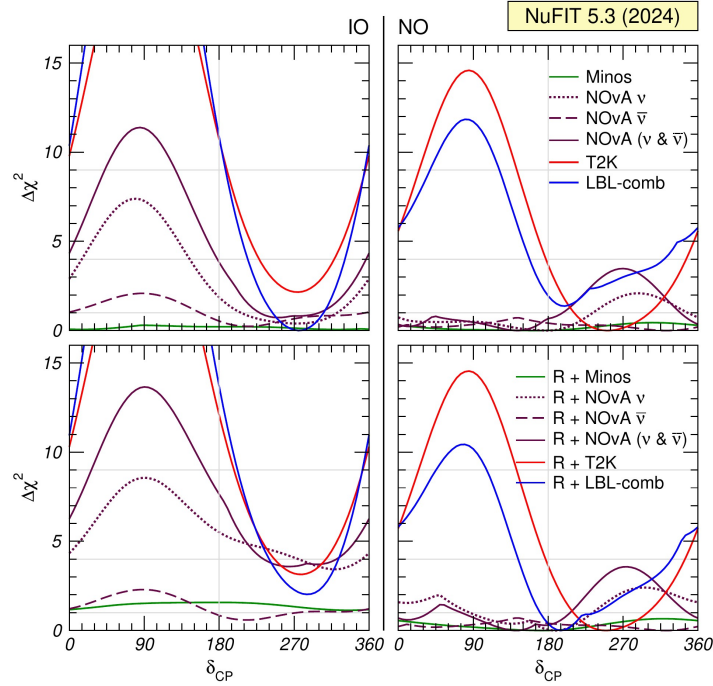 IO NO NuFIT 5.3 (2024)
15
10
5
0
Δχ²
Minos
NOvA ν
NOvA ν̅
NOvA (ν & ν̅)
T2K
LBL-comb
15
10
5
0
Δχ²
R + Minos
R + NOvA ν
R + NOvA ν̅
R + NOvA (ν & ν̅)
R + T2K
R + LBL-comb
0 90 180 270 360 0 90 180 270 360
δCP δCP